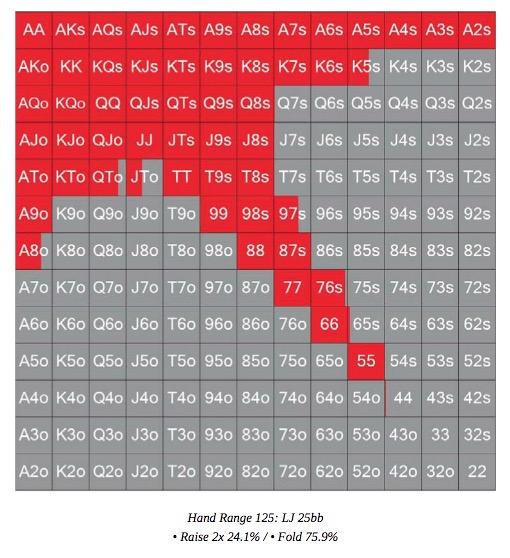 AA AKs AQs AJs ATs A9s A8s A7s A6s A5s A4s A3s A2s
AKo KK KQs KJs KTs K9s K8s K7s K6s K5s K4s K3s K2s
AQo KQo QQ QJs QTs Q9s Q8s Q7s Q6s Q5s Q4s Q3s Q2s
AJo KJo QJo JJ JTs J9s J8s J7s J6s J5s J4s J3s J2s
ATo KTo QTo JTo TT T9s T8s T7s T6s T5s T4s T3s T2s
A9o K9o Q9o J9o T9o 99 98s 97s 96s 95s 94s 93s 92s
A8o K8o Q8o J8o T8o 98o 88 87s 86s 85s 84s 83s 82s
A7o K7o Q7o J7o T7o 97o 87o 77 76s 75s 74s 73s 72s
A6o K6o Q6o J6o T6o 96o 86o 76o 66 65s 64s 63s 62s
A5o K5o Q5o J5o T5o 95o 85o 75o 65o 55 54s 53s 52s
A4o K4o Q4o J4o T4o 94o 84o 74o 64o 54o 44 43s 42s
A3o K3o Q3o J3o T3o 93o 83o 73o 63o 53o 43o 33 32s
A2o K2o Q2o J2o T2o 92o 82o 72o 62o 52o 42o 32o 22
Hand Range 125: LJ 25bb
• Raise 2x 24.1% / • Fold 75.9%